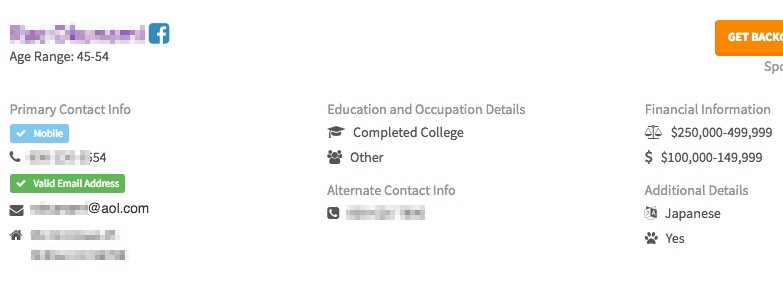 Age Range: 45-54
GET BACK
Spo
Primary Contact Info
Mobile
554
Valid Email Address
@aol.com
Education and Occupation Details
Completed College
Other
Alternate Contact Info
Financial Information
$250,000-499,999
$ $100,000-149,999
Additional Details
Japanese
Yes